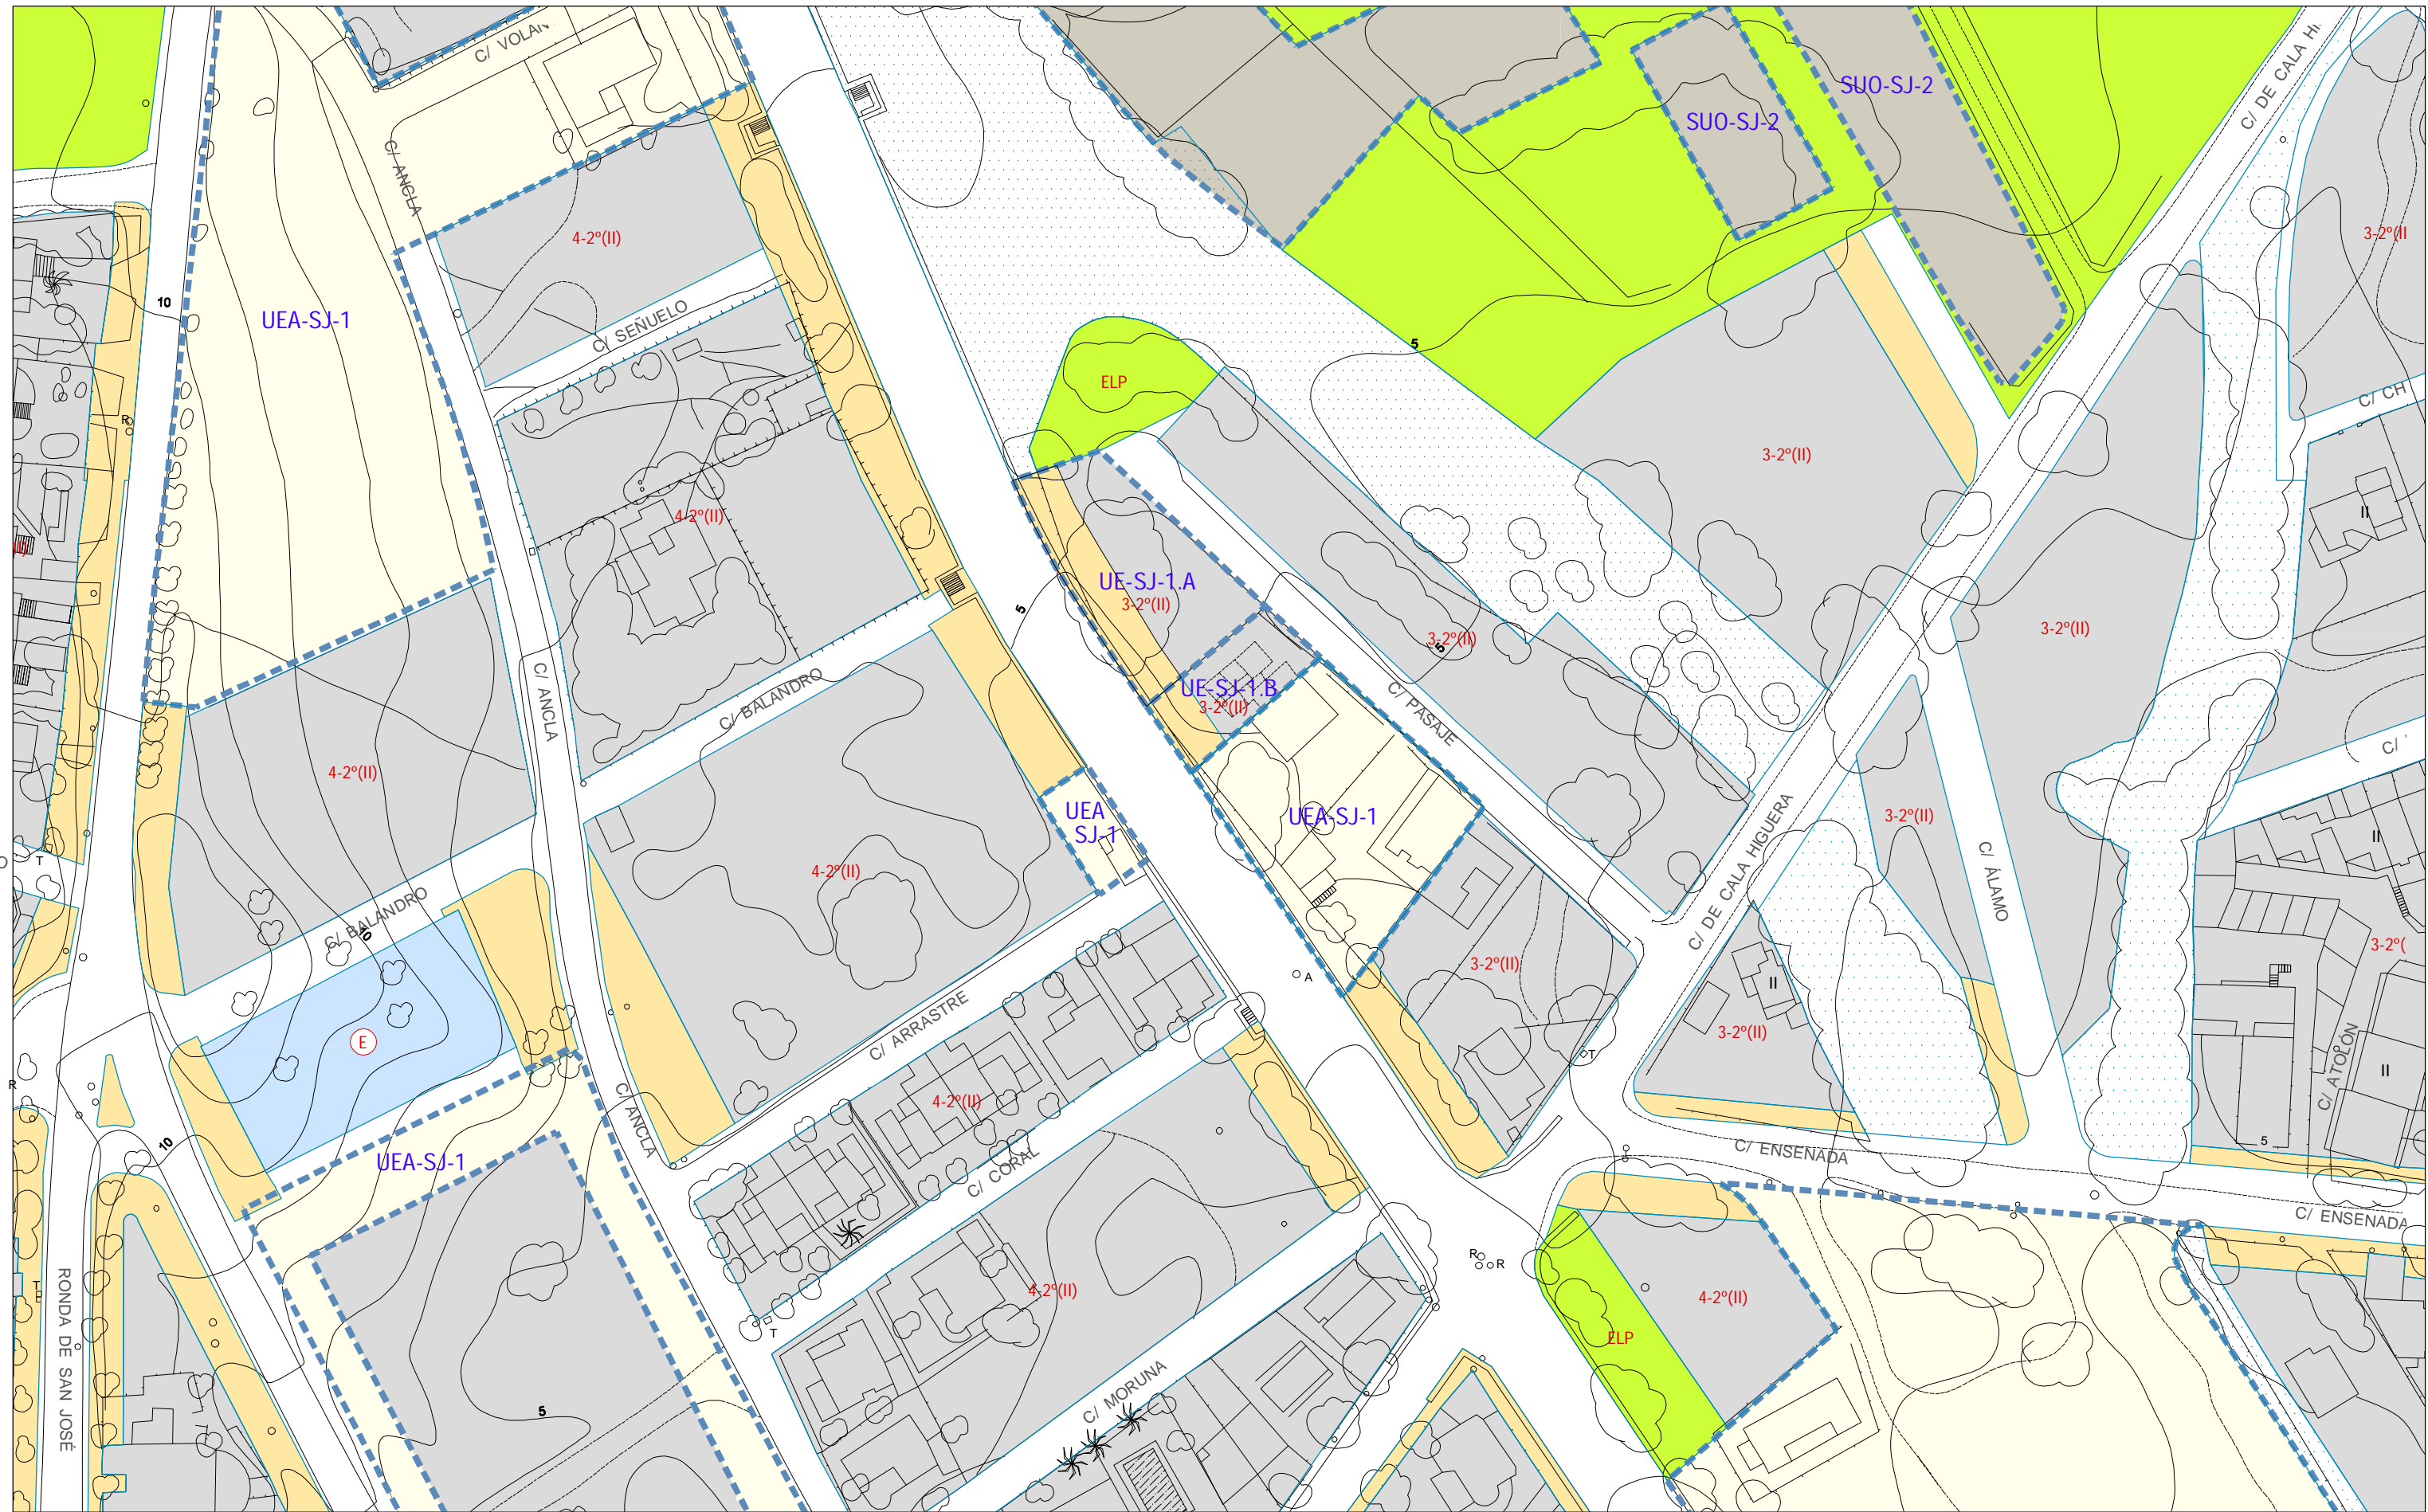 C/ VOLAN
C/ DE CALA HI
SUO-SJ-2
SUO-SJ-2
C/ ANCLA
4-2º(II)
3-2º(II
10
UEA-SJ-1
C/ SEÑUELO
5
ELP
C/ CH
R
3-2º(II)
4-2º(II)
II
UE-SJ-1.A
3-2º(II)
5
3-2º(II)
5
3-2º(II)
C/ ANCLA
C/ BALANDRO
UE-SJ-1.B
3-2º(II)
C/ PASAJE
C/
4-2º(II)
UEA
SJ-1
UEA-SJ-1
3-2º(II)
C/ DE CALA HIGUERA
II
T
4-2º(II)
C/ ÁLAMO
C/ BALANDRO
10
3-2º(
3-2º(II)
A
II
C/ ARRASTRE
E
3-2º(II)
T
II
C/ ATOLÓN
R
4-2º(II)
C/ ANCLA
10
5
UEA-SJ-1
C/ CORAL
C/ ENSENADA
C/ ENSENADA
R
R
T
4-2º(II)
4-2º(II)
T
ELP
RONDA DE SAN JOSÉ
C/ MORUNA
5